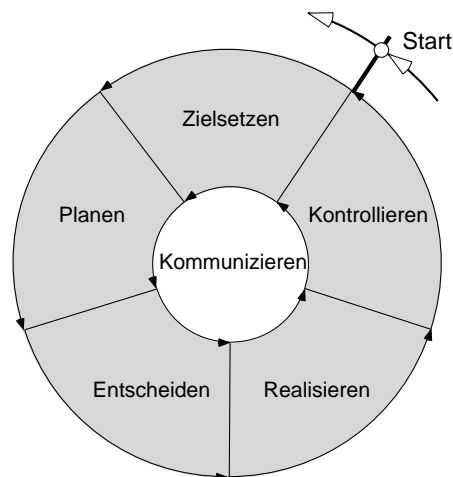 Start
Zielsetzen
Planen
Kontrollieren
Kommunizieren
Entscheiden
Realisieren